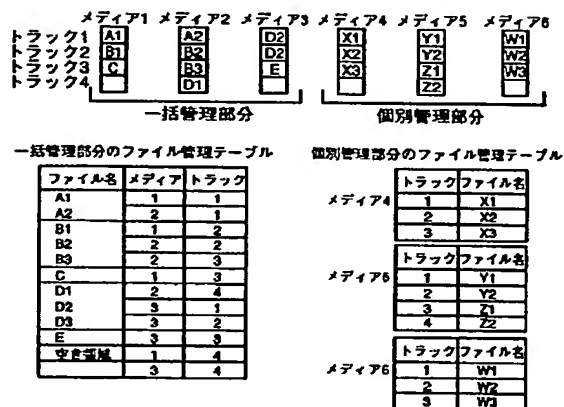 メディア1 メディア2 メディア3 メディア4 メディア5 メディア6
トラック1 A1 A2 D2 X1 Y1 W1
トラック2 B1 B2 D2 X2 Y2 W2
トラック3 C B3 E X3 Z1 W3
トラック4 D1 Z2
一括管理部分 個別管理部分
一括管理部分のファイル管理テーブル
ファイル名 メディア トラック
A1 1 1
A2 2 1
B1 1 2
B2 2 2
B3 2 3
C 1 3
D1 2 4
D2 3 1
D3 3 2
E 3 3
空き領域 1 4
3 4
個別管理部分のファイル管理テーブル
メディア4
トラック ファイル名
1 X1
2 X2
3 X3
メディア5
トラック ファイル名
1 Y1
2 Y2
3 Z1
4 Z2
メディア6
トラック ファイル名
1 W1
2 W2
3 W3